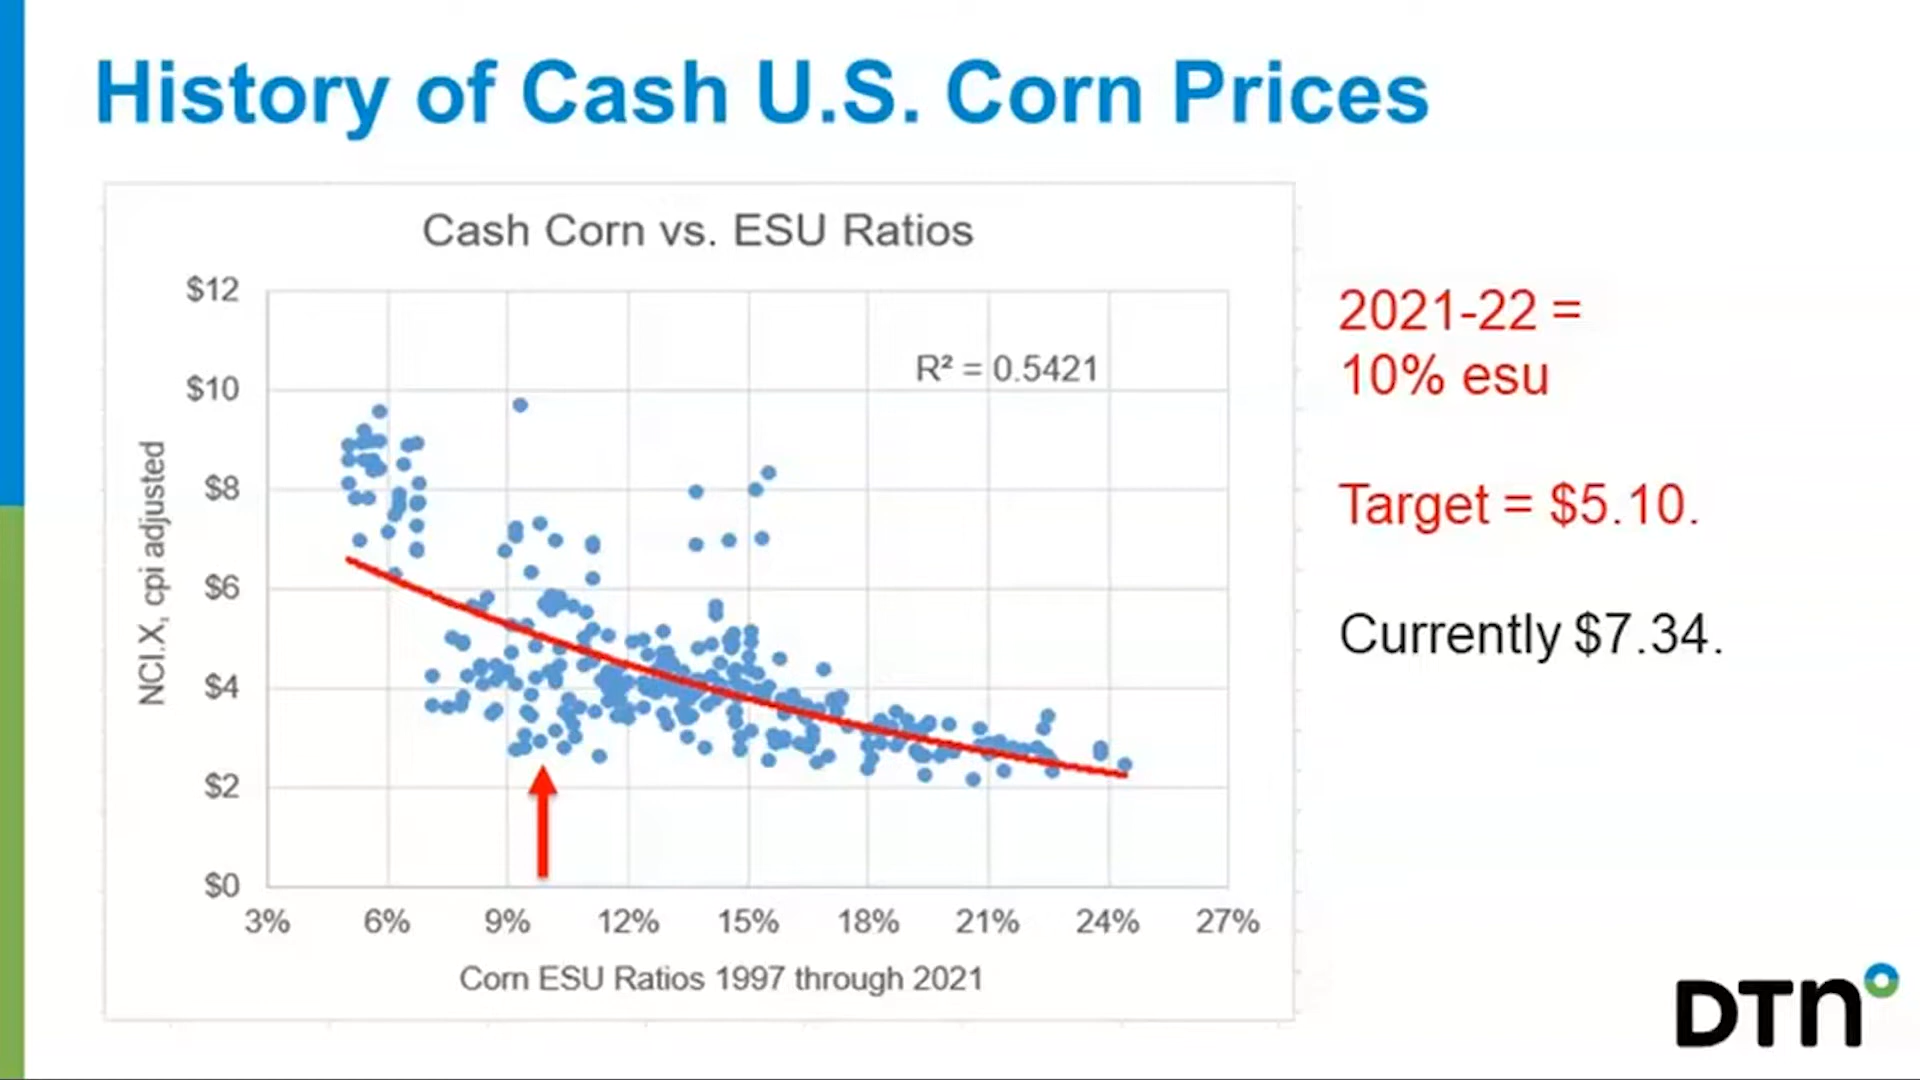 History of Cash U.S. Corn Prices
Cash Corn vs. ESU Ratios
$12
$10
$8
$6
$4
$2
$0
NCI.X, cpi adjusted
R² = 0.5421
3% 6% 9% 12% 15% 18% 21% 24% 27%
Corn ESU Ratios 1997 through 2021
2021-22 =
10% esu
Target = $5.10.
Currently $7.34.
DTN